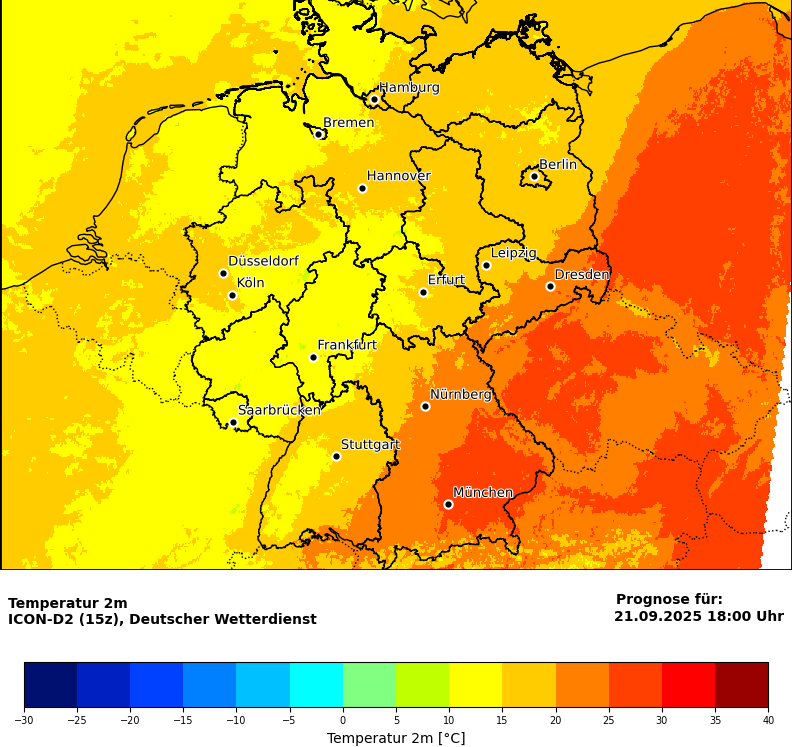 Hamburg
Bremen
Berlin
Hannover
Leipzig
Düsseldorf
Dresden
Köln
Erfurt
Frankfurt
Nürnberg
Saarbrücken
Stuttgart
München
Temperatur 2m
ICON-D2 (15z), Deutscher Wetterdienst
Prognose für:
21.09.2025 18:00 Uhr
−30 −25 −20 −15 −10 −5 0 5 10 15 20 25 30 35 40
Temperatur 2m [°C]